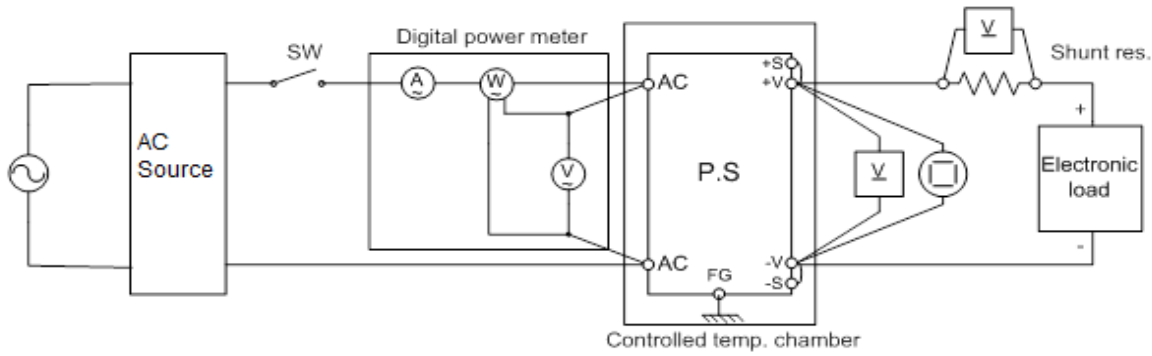 Digital power meter
SW
A
W
V
AC
Source
AC
AC
P.S
+S
+V
-V
-S
FG
Controlled temp. chamber
V
V
Shunt res.
+
Electronic
load
-